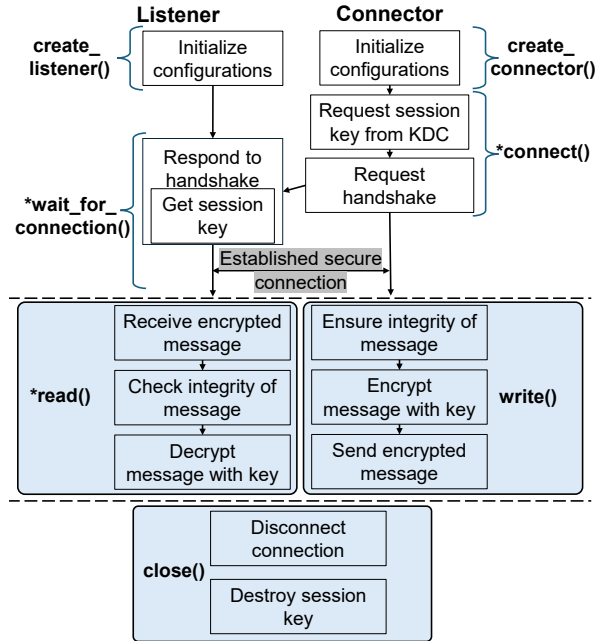 Listener
Connector
create_
listener()
Initialize
configurations
Initialize
configurations
create_
connector()
Request session
key from KDC
*connect()
Respond to
handshake
Request
handshake
*wait_for_
connection()
Get session
key
Established secure
connection
Receive encrypted
message
Ensure integrity of
message
*read()
Check integrity of
message
Encrypt
message with key
write()
Decrypt
message with key
Send encrypted
message
Disconnect
connection
close()
Destroy session
key